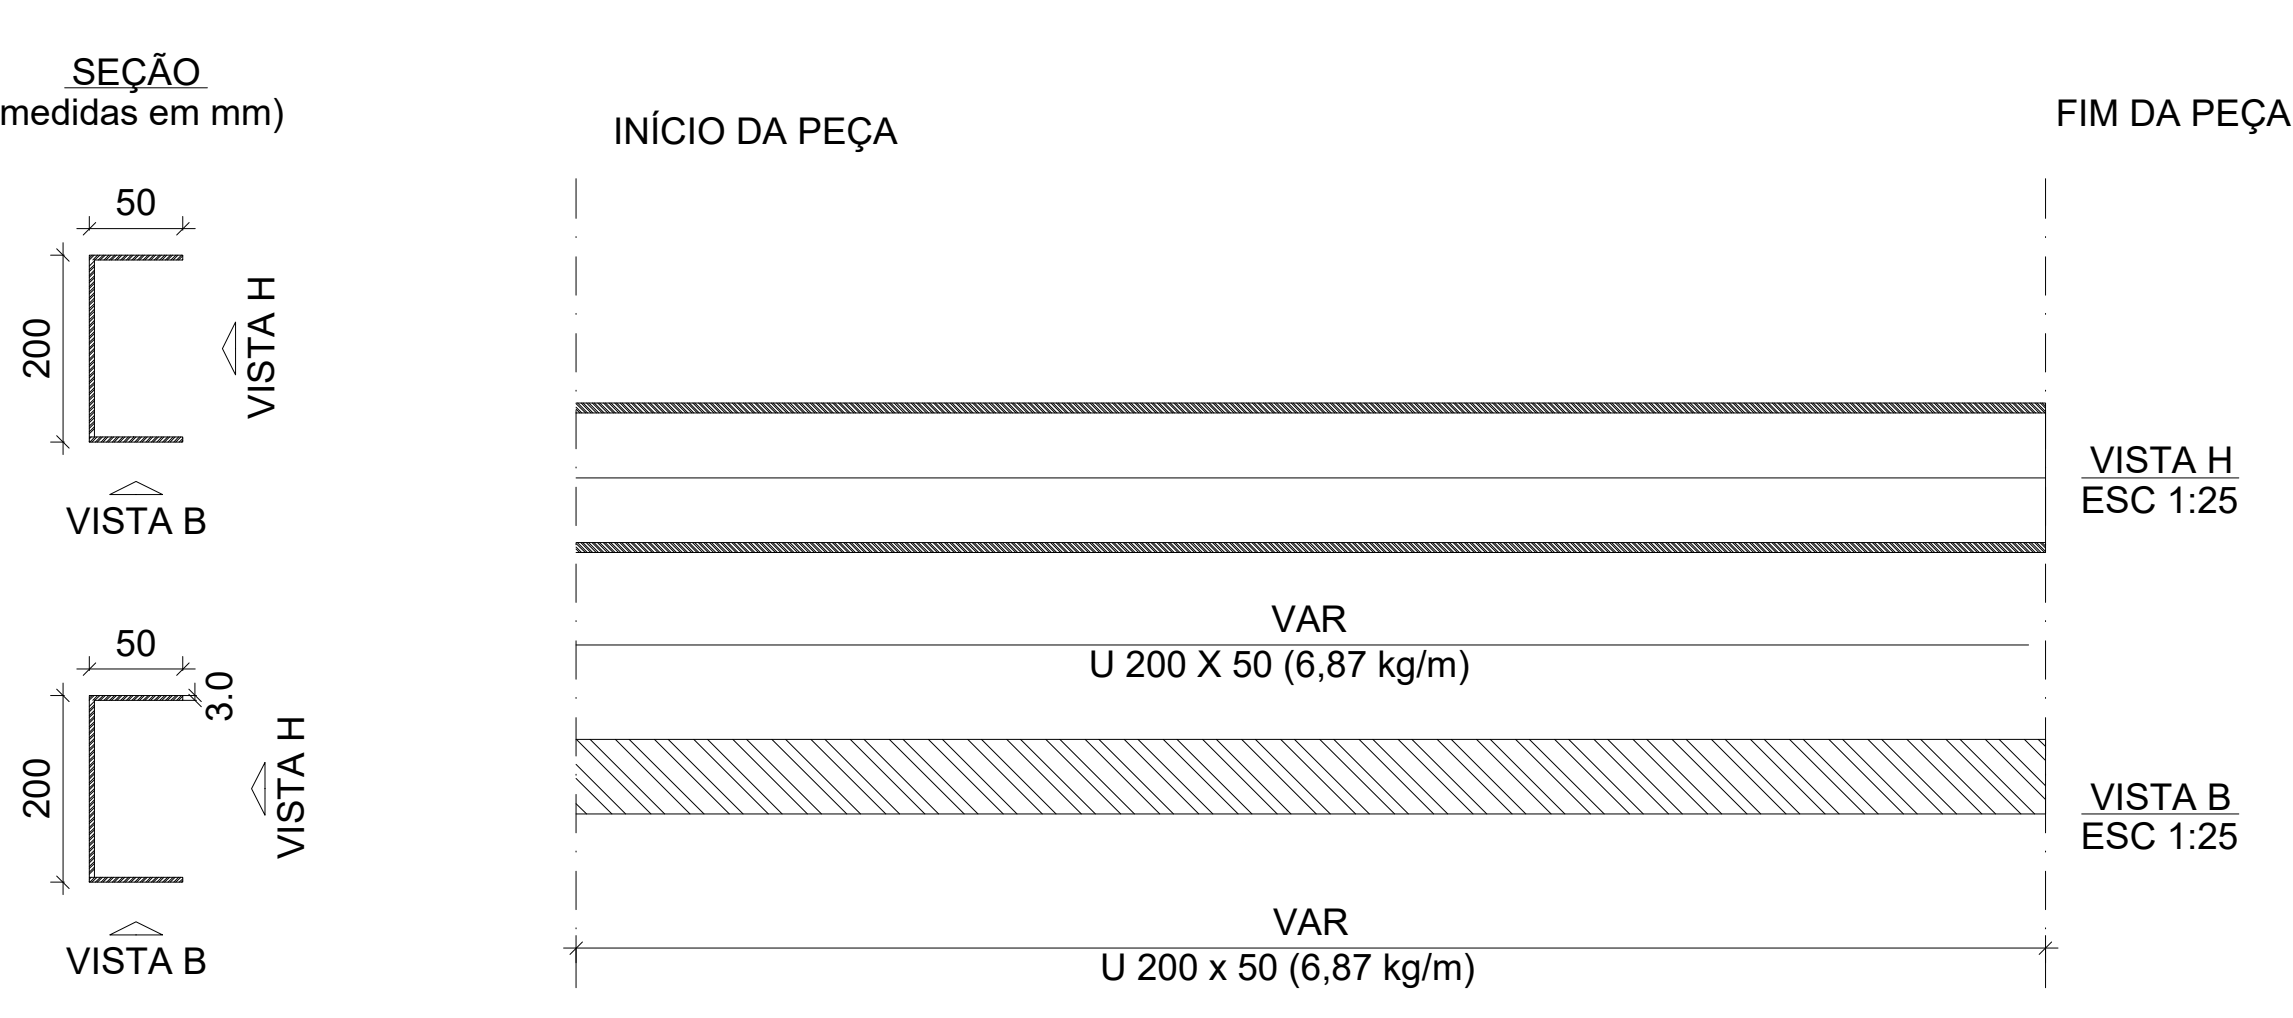 SEÇÃO
medidas em mm)
INÍCIO DA PEÇA
FIM DA PEÇA
50
200
VISTA H
VISTA B
VISTA H
ESC 1:25
VAR
U 200 X 50 (6,87 kg/m)
50
3.0
200
VISTA H
VISTA B
VISTA B
ESC 1:25
VAR
U 200 x 50 (6,87 kg/m)